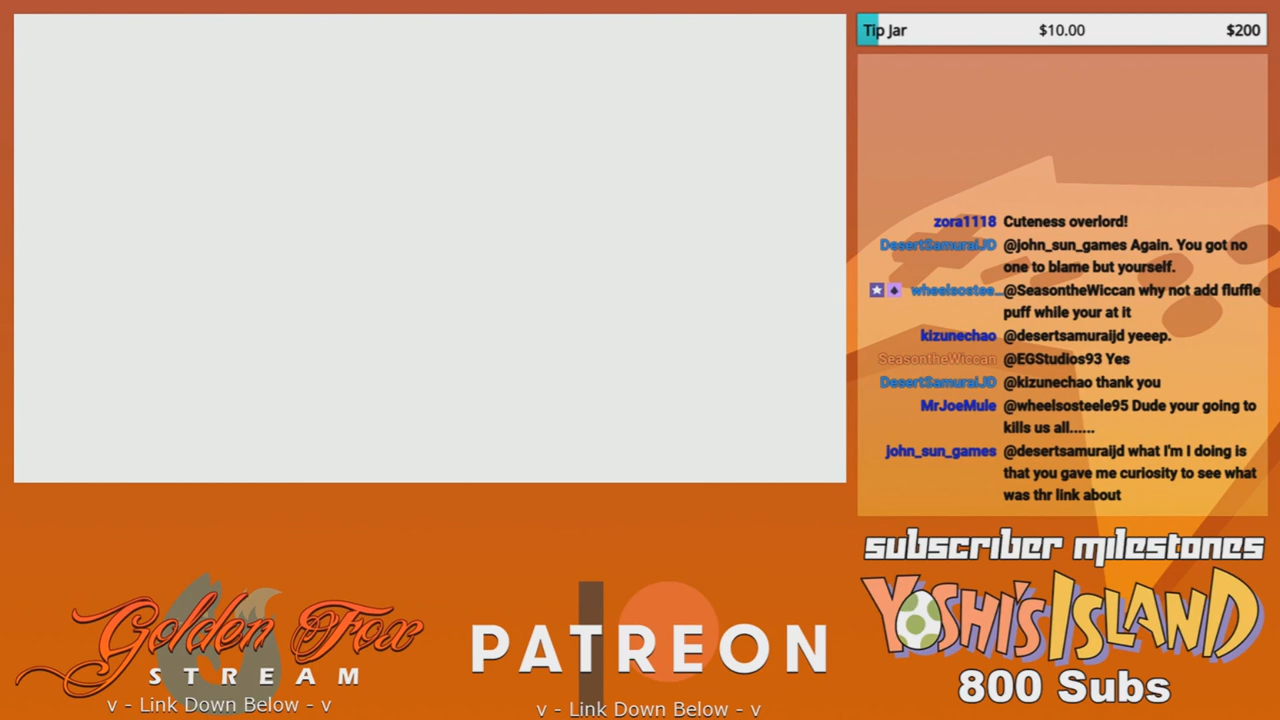 Tip Jar $10.00 $200
zora1118 Cuteness overlord!
DesertSamuraiJD @john_sun_games Again. You got no
one to blame but yourself.
wheelsostee... @SeasontheWiccan why not add fluffle
puff while your at it
kizunechao @desertsamuraijd yeeep.
SeasontheWiccan @EGStudios93 Yes
DesertSamuraiJD @kizunechao thank you
MrJoeMule @wheelsosteele95 Dude your going to
kills us all......
john_sun_games @desertsamuraijd what I'm I doing is
that you gave me curiosity to see what
was thr link about
subscriber milestones
Yoshi's Island
800 Subs
Golden Fox
STREAM
v - Link Down Below - v
PATREON
v - Link Down Below - v